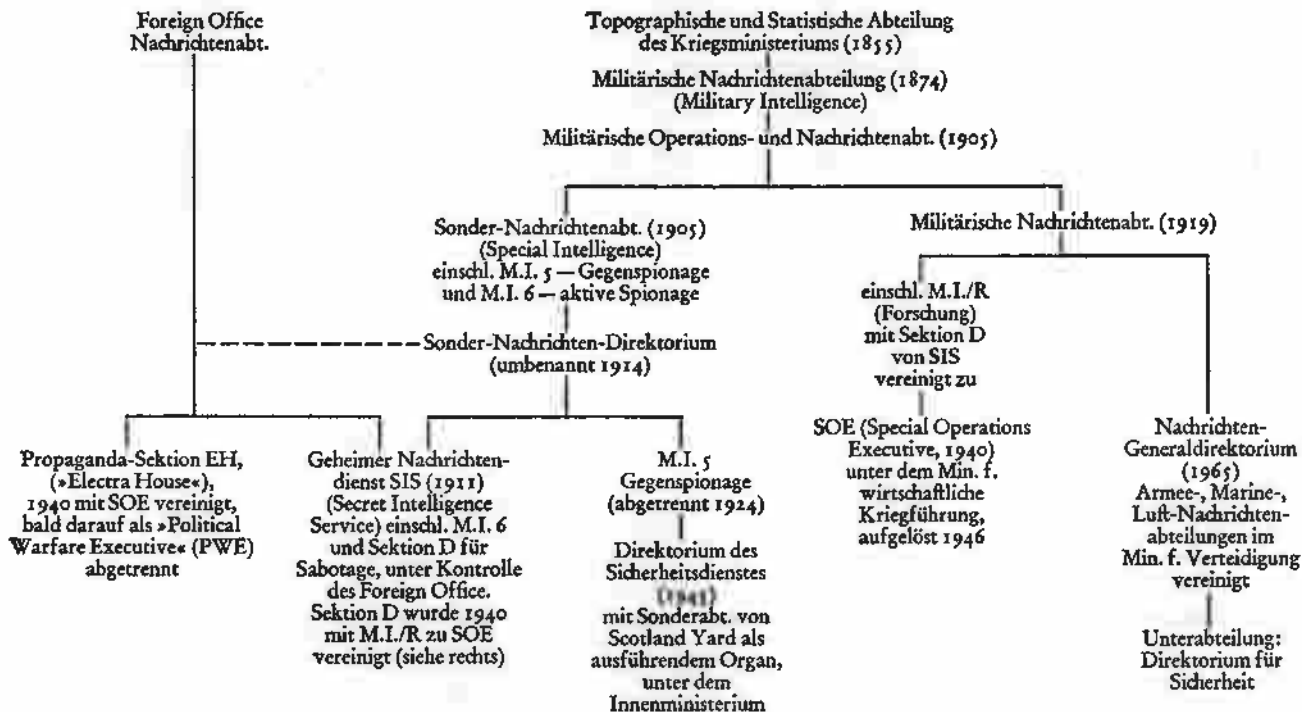 Foreign Office
Nachrichtenabt.
Topographische und Statistische Abteilung
des Kriegsministeriums (1855)
Militärische Nachrichtenabteilung (1874)
(Military Intelligence)
Militärische Operations- und Nachrichtenabt. (1905)
Sonder-Nachrichtenabt. (1905)
(Special Intelligence)
einschl. M.I. 5 — Gegenspionage
und M.I. 6 — aktive Spionage
Militärische Nachrichtenabt. (1919)
Sonder-Nachrichten-Direktorium
(umbenannt 1914)
einschl. M.I./R
(Forschung)
mit Sektion D
von SIS
vereinigt zu
Propaganda-Sektion EH,
(»Electra House«),
1940 mit SOE vereinigt,
bald darauf als »Political
Warfare Executive« (PWE)
abgetrennt
Geheimer Nachrichten-
dienst SIS (1911)
(Secret Intelligence
Service) einschl. M.I. 6
und Sektion D für
Sabotage, unter Kontrolle
des Foreign Office.
Sektion D wurde 1940
mit M.I./R zu SOE
vereinigt (siehe rechts)
M.I. 5
Gegenspionage
(abgetrennt 1924)
Direktorium des
Sicherheitsdienstes
mit Sonderabt. von
Scotland Yard als
ausführendem Organ,
unter dem
Innenministerium
SOE (Special Operations
Executive, 1940)
unter dem Min. f.
wirtschaftliche
Kriegführung,
aufgelöst 1946
Nachrichten-
Generaldirektorium
(1965)
Armee-, Marine-,
Luft-Nachrichten-
abteilungen im
Min. f. Verteidigung
vereinigt
Unterabteilung:
Direktorium für
Sicherheit